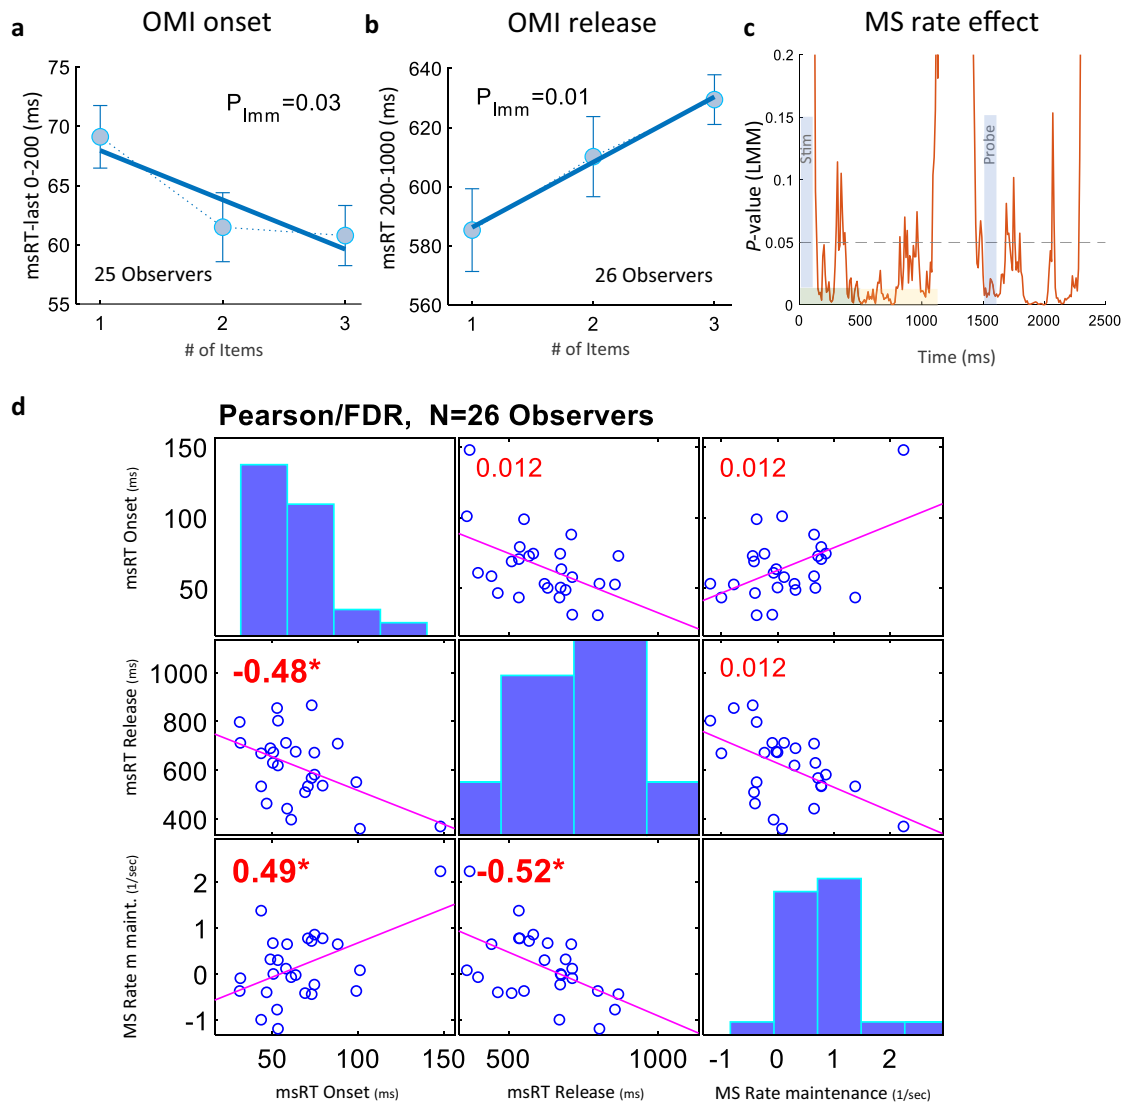 a
OMI onset
75
70
65
60
55
msRT-last 0-200 (ms)
Plmm=0.03
25 Observers
1 2 3
# of Items
b
OMI release
640
620
600
580
560
msRT 200-1000 (ms)
Plmm=0.01
26 Observers
1 2 3
# of Items
c
MS rate effect
0.2
0.15
0.1
0.05
0
P-value (LMM)
Stim
Probe
0 500 1000 1500 2000 2500
Time (ms)
d
Pearson/FDR, N=26 Observers
msRT Onset (ms)
150
100
50
0.012
0.012
msRT Release (ms)
1000
800
600
400
-0.48*
0.012
MS Rate m maint. (1/sec)
2
1
0
-1
0.49*
-0.52*
50 100 150
500 1000
-1 0 1 2
msRT Onset (ms)
msRT Release (ms)
MS Rate maintenance (1/sec)